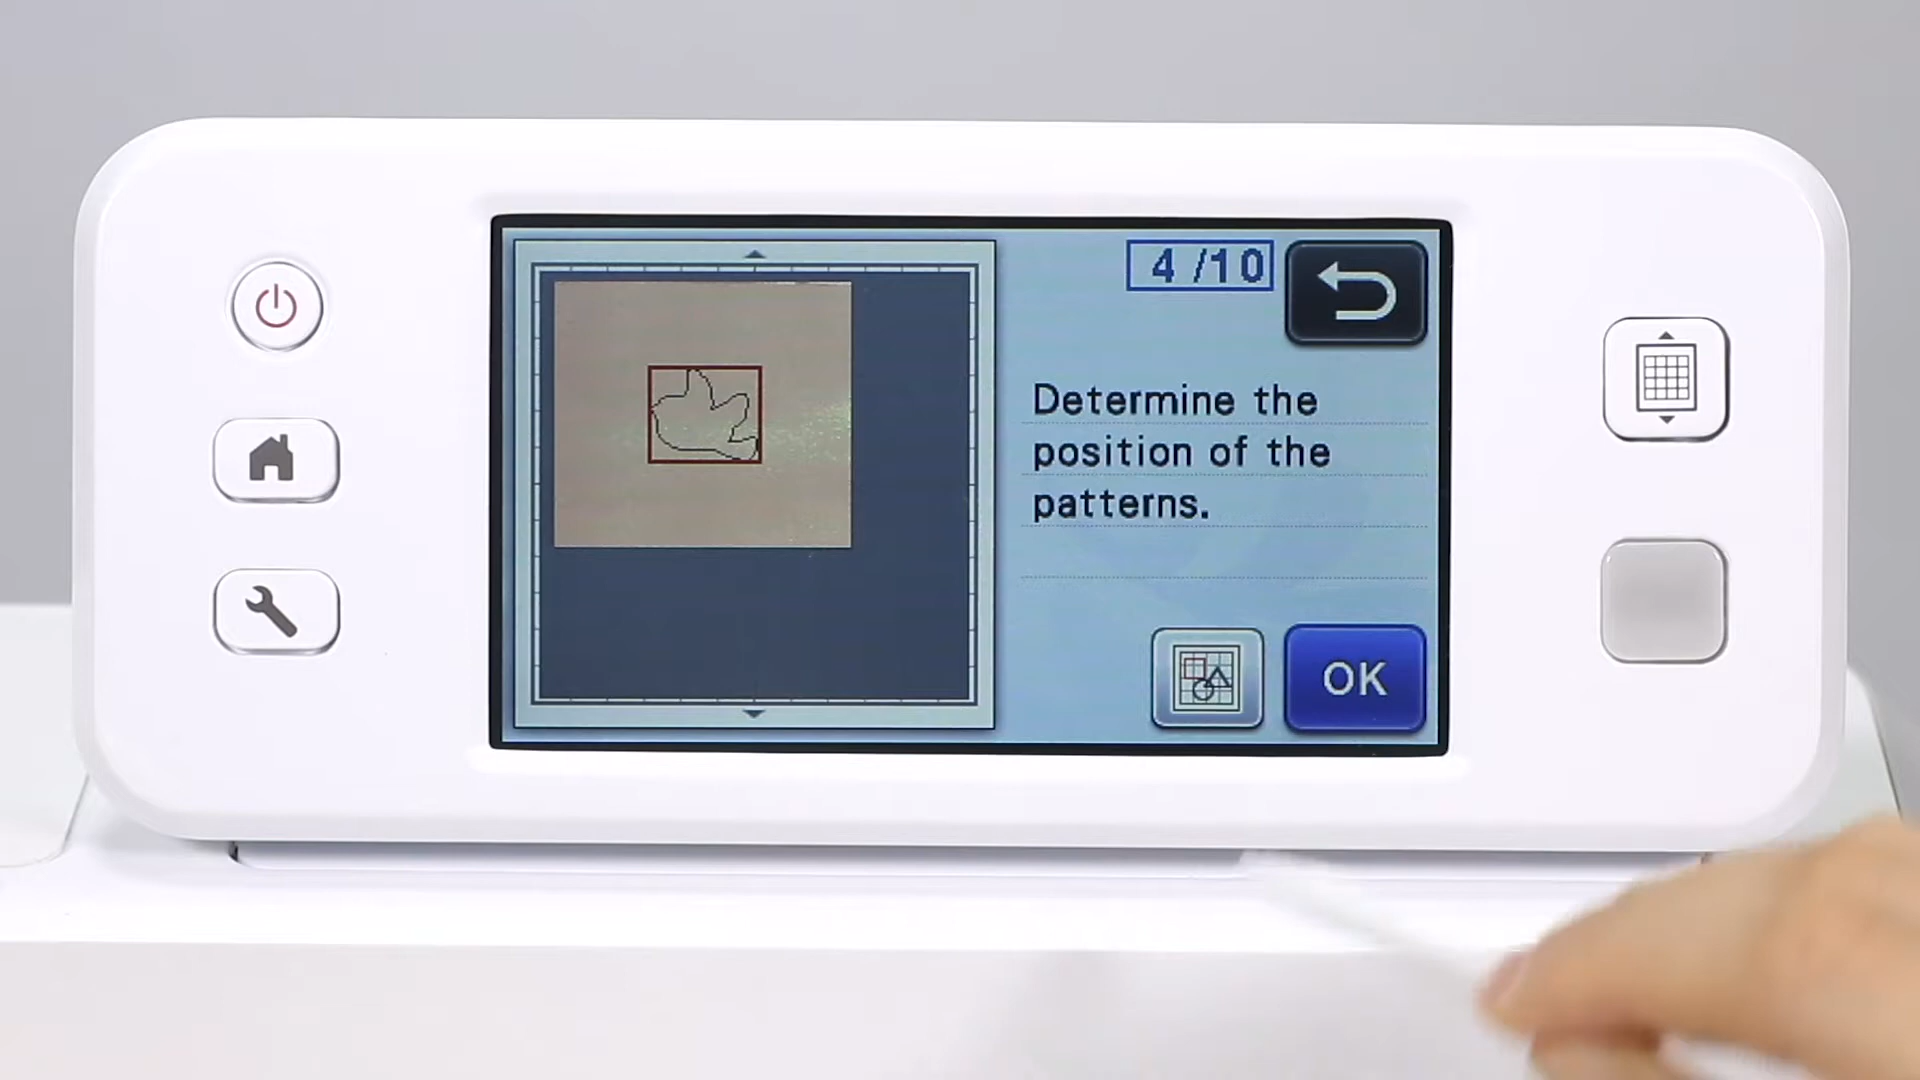 4 /10
Determine the
position of the
patterns.
OK